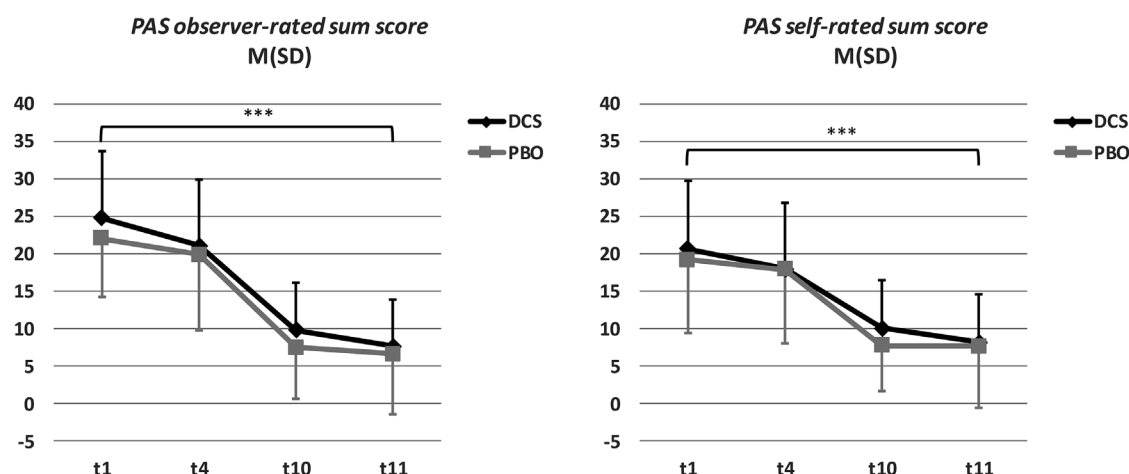 PAS observer-rated sum score
M(SD)
40
35
30
25
20
15
10
5
0
-5
***
DCS
PBO
t1 t4 t10 t11
PAS self-rated sum score
M(SD)
40
35
30
25
20
15
10
5
0
-5
***
DCS
PBO
t1 t4 t10 t11